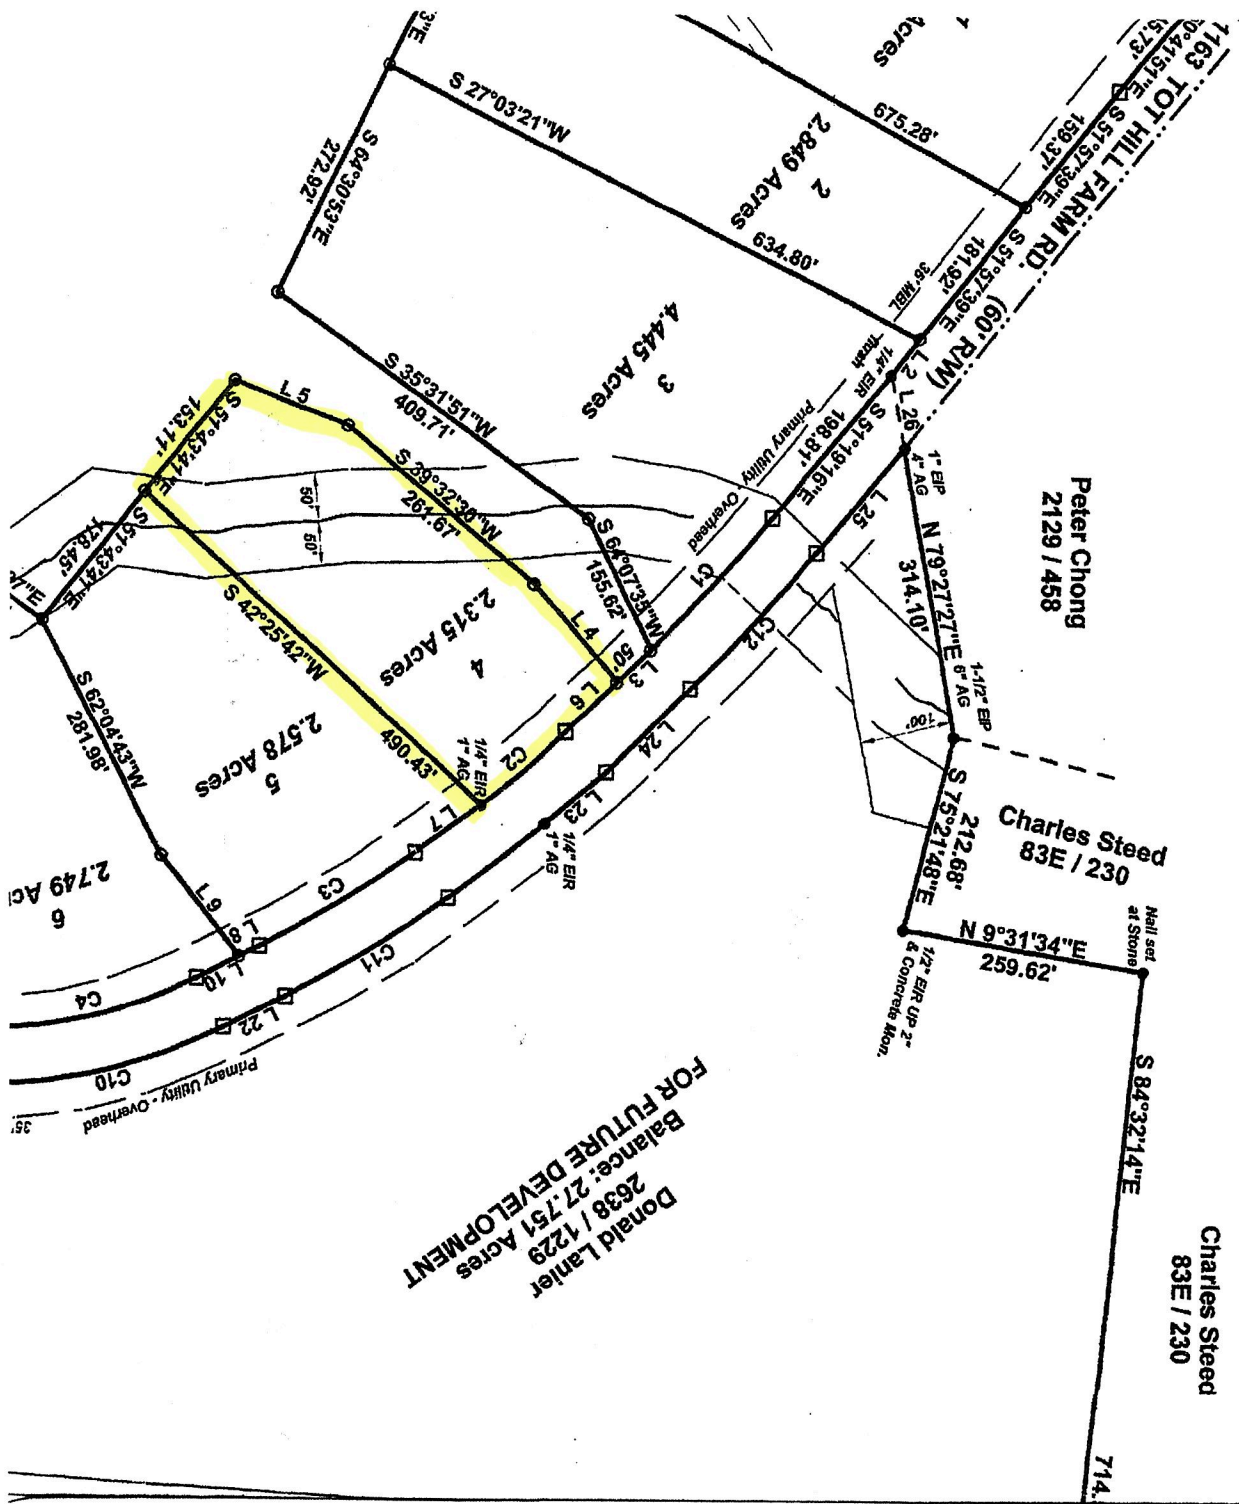 1163 TOT HILL FARM RD. (60' R/W)
S 51°57'39"E
159.37'
S 51°57'39"E
181.92'
675.28'
2
2.849 Acres
S 27°03'21"W
634.80'
S 64°30'53"E
272.92'
36' MBL
L 2
L 26
1/4" EIR
1" EIP
4" AG
Peter Chong
2129 / 458
3
4.445 Acres
S 35°31'51"W
409.71'
S 51°19'16"E
198.81'
Primary Utility - Overhead
L 25
N 79°27'27"E
314.10'
1-1/2" EIP
6" AG
100'
L 5
S 51°43'41"E
153.11'
S 39°32'30"W
261.67'
50'
50'
S 64°07'35"W
155.62'
C1
C12
L 4
50'
L 3
L 6
L 24
S 51°43'41"E
178.45'
S 42°25'42"W
490.43'
4
2.315 Acres
C2
1/4" EIR
1" AG
L 23
1/4" EIR
1" AG
S 75°21'48"E
212.68'
Charles Steed
83E / 230
S 62°04'43"W
281.98'
5
2.578 Acres
L 7
C3
C11
N 9°31'34"E
259.62'
Nail set
at Stone
1/2" EIR UP 2"
& Concrete Mon.
6
L 9
L 8
L 10
L 22
C4
C10
Primary Utility - Overhead
35'
S 84°32'14"E
714.
Donald Lanier
2638 / 1229
Balance: 27.751 Acres
FOR FUTURE DEVELOPMENT
Charles Steed
83E / 230